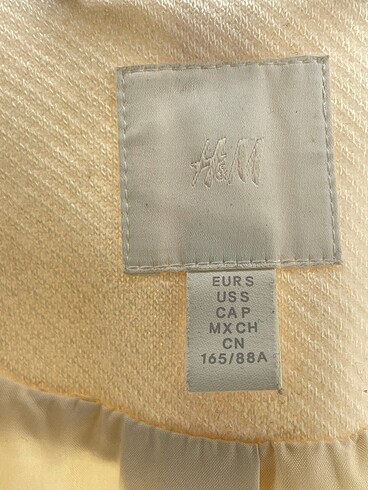 H&M
EUR S
US S
CA P
MX CH
CN
165/88A